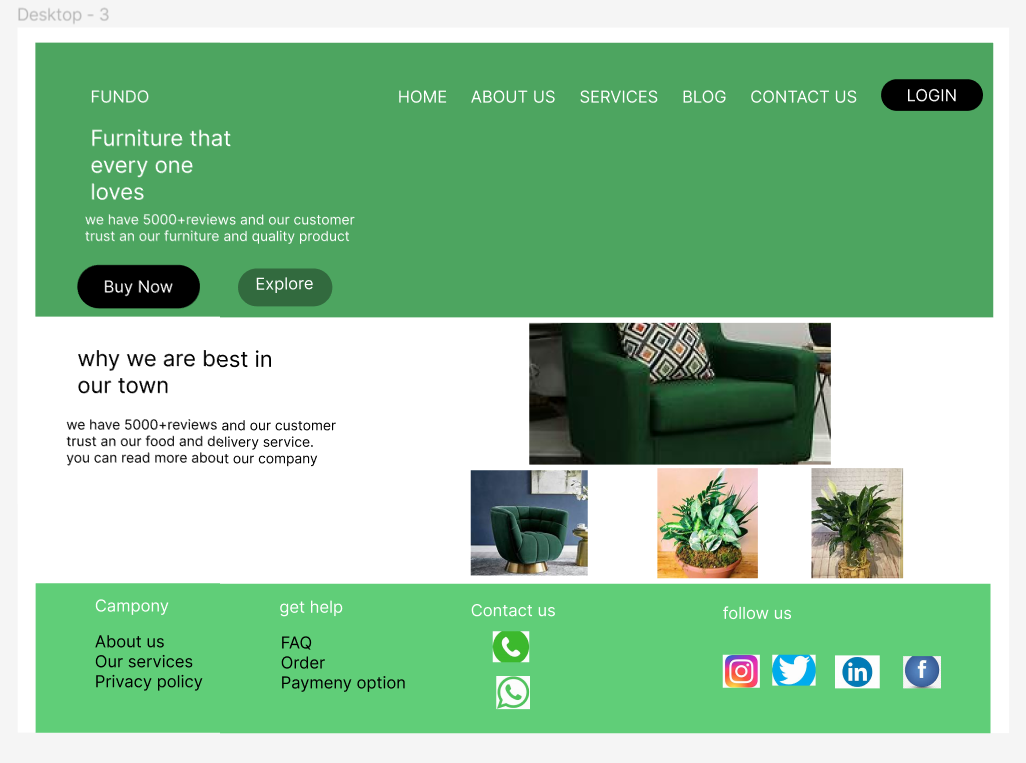 Desktop - 3
FUNDO
HOME ABOUT US SERVICES BLOG CONTACT US LOGIN
Furniture that
every one
loves
we have 5000+reviews and our customer
trust an our furniture and quality product
Buy Now Explore
why we are best in
our town
we have 5000+reviews and our customer
trust an our food and delivery service.
you can read more about our company
Campony
About us
Our services
Privacy policy
get help
FAQ
Order
Paymeny option
Contact us
follow us
in
f